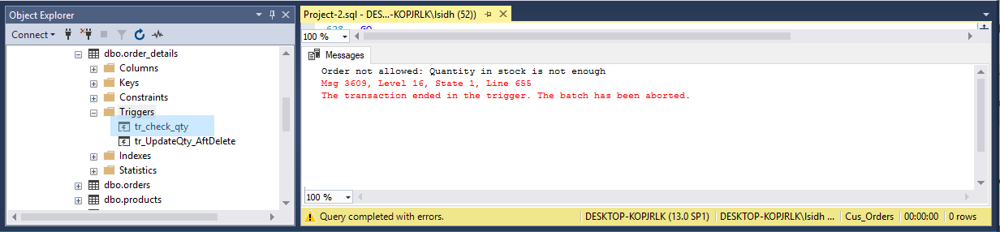 Object Explorer
Connect
dbo.order_details
Columns
Keys
Constraints
Triggers
tr_check_qty
tr_UpdateQty_AftDelete
Indexes
Statistics
dbo.orders
dbo.products
Project-2.sql - DES...-KOPJRLK\lsidh (52))
628 GO
100 %
Messages
Order not allowed: Quantity in stock is not enough
Msg 3609, Level 16, State 1, Line 655
The transaction ended in the trigger. The batch has been aborted.
100 %
Query completed with errors.
DESKTOP-KOPJRLK (13.0 SP1)
DESKTOP-KOPJRLK\lsidh ...
Cus_Orders
00:00:00
0 rows